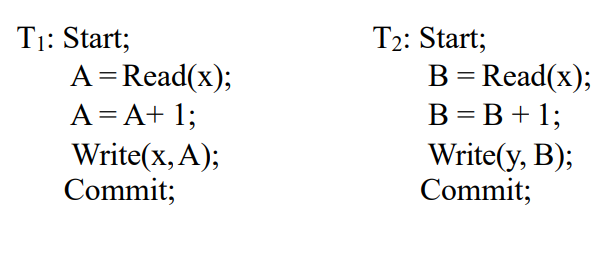 T₁: Start;
A = Read(x);
A = A+ 1;
Write(x, A);
Commit;
T₂: Start;
B = Read(x);
B = B + 1;
Write(y, B);
Commit;